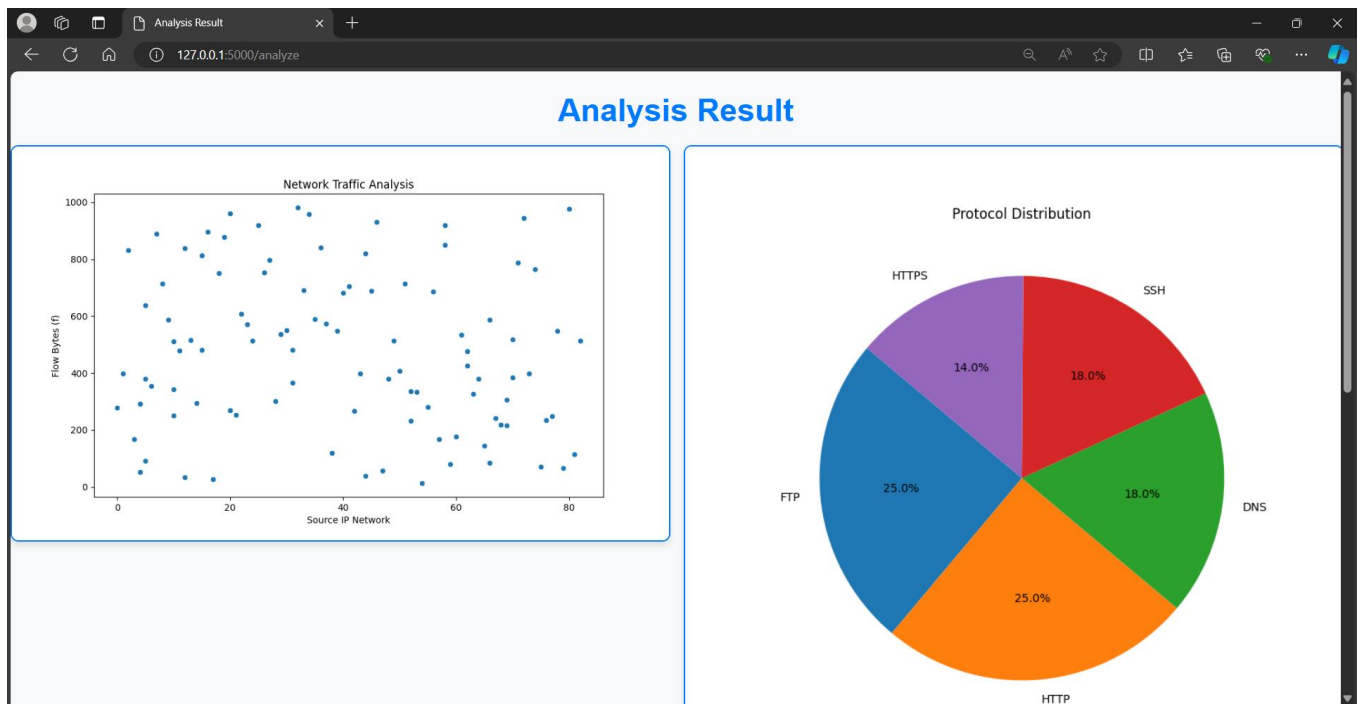 Analysis Result
127.0.0.1:5000/analyze
Analysis Result
Network Traffic Analysis
1000
800
600
400
200
0
Flow Bytes (f)
0 20 40 60 80
Source IP Network
Protocol Distribution
HTTPS
SSH
14.0%
18.0%
FTP
25.0%
18.0%
DNS
25.0%
HTTP